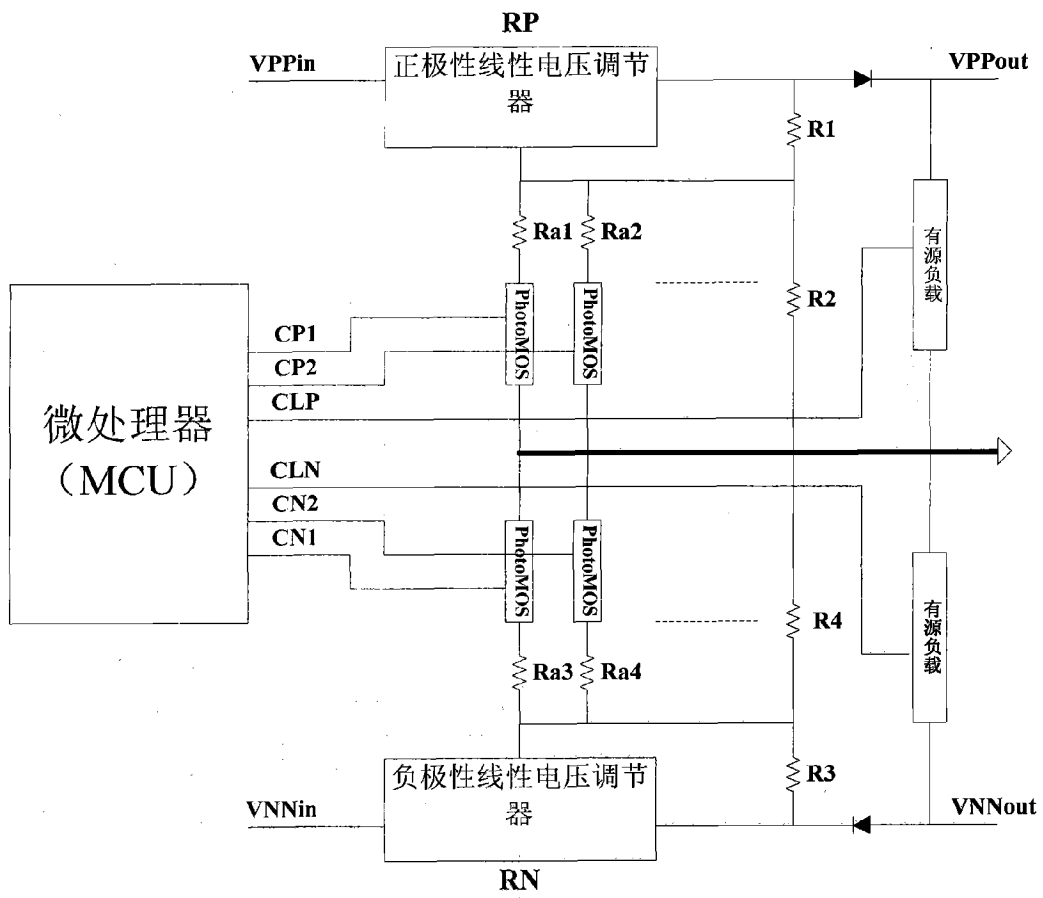 RP
VPPin
正极性线性电压调节
器
VPPout
R1
Ra1
Ra2
有
源
负
载
PhotoMOS
PhotoMOS
R2
CP1
CP2
CLP
微处理器
（MCU）
CLN
CN2
CN1
PhotoMOS
PhotoMOS
有
源
负
载
R4
Ra3
Ra4
负极性线性电压调节
器
R3
VNNin
VNNout
RN